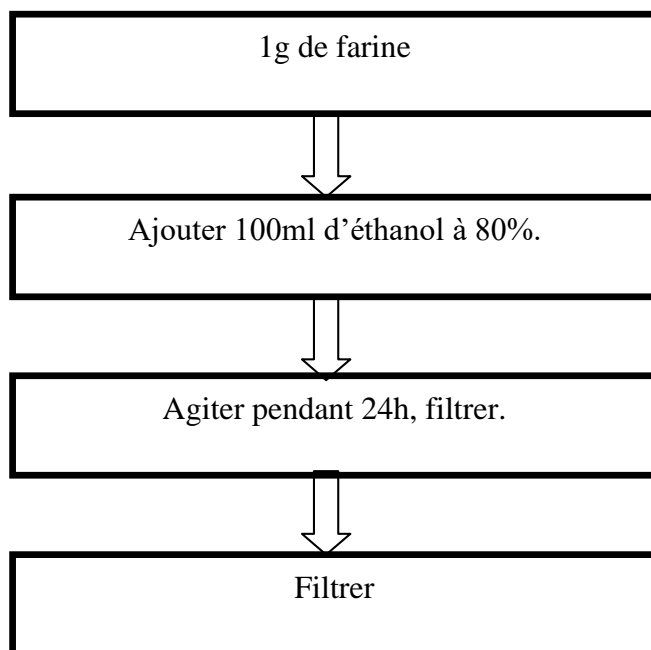 1g de farine
Ajouter 100ml d’éthanol à 80%.
Agiter pendant 24h, filtrer.
Filtrer